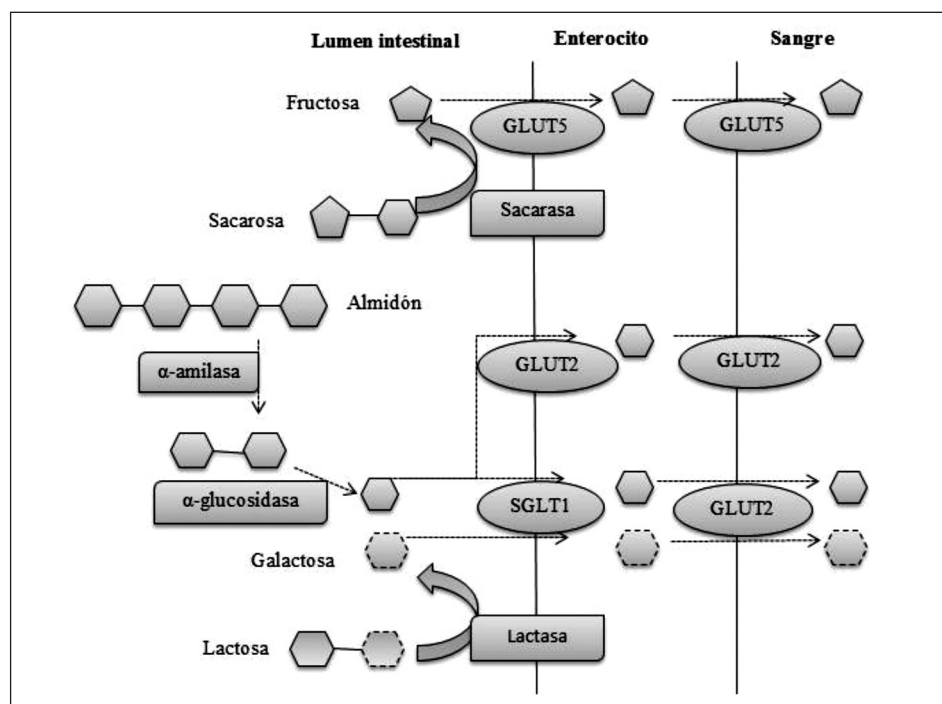 Lumen intestinal
Enterocito
Sangre
Fructosa
GLUT5
GLUT5
Sacarosa
Sacarasa
Almidón
α-amilasa
GLUT2
GLUT2
α-glucosidasa
SGLT1
GLUT2
Galactosa
Lactosa
Lactasa